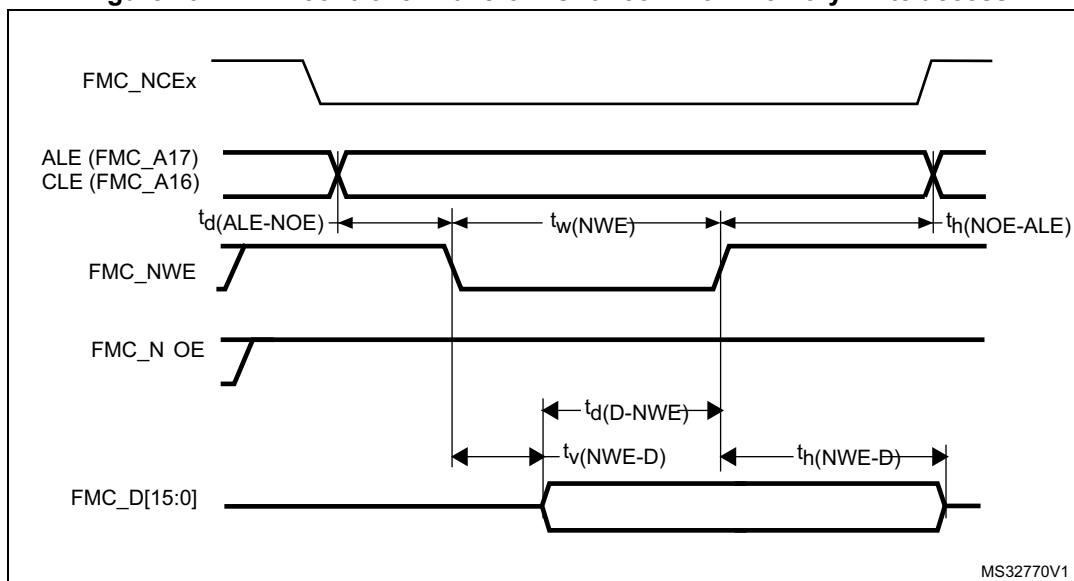 FMC_NCEx
ALE (FMC_A17)
CLE (FMC_A16)
td(ALE-NOE)
tw(NWE)
th(NOE-ALE)
FMC_NWE
FMC_N OE
td(D-NWE)
tv(NWE-D)
th(NWE-D)
FMC_D[15:0]
MS32770V1